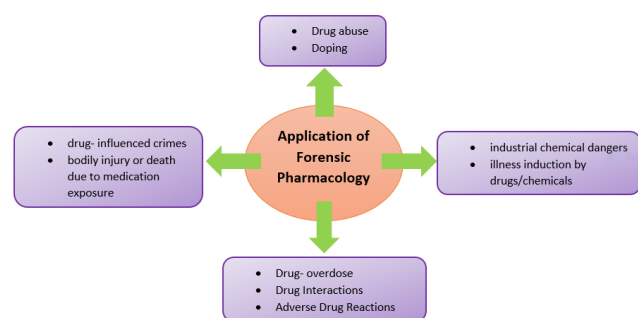 • Drug abuse
• Doping
• drug- influenced crimes
• bodily injury or death
due to medication
exposure
Application of
Forensic
Pharmacology
• industrial chemical dangers
• illness induction by
drugs/chemicals
• Drug- overdose
• Drug Interactions
• Adverse Drug Reactions